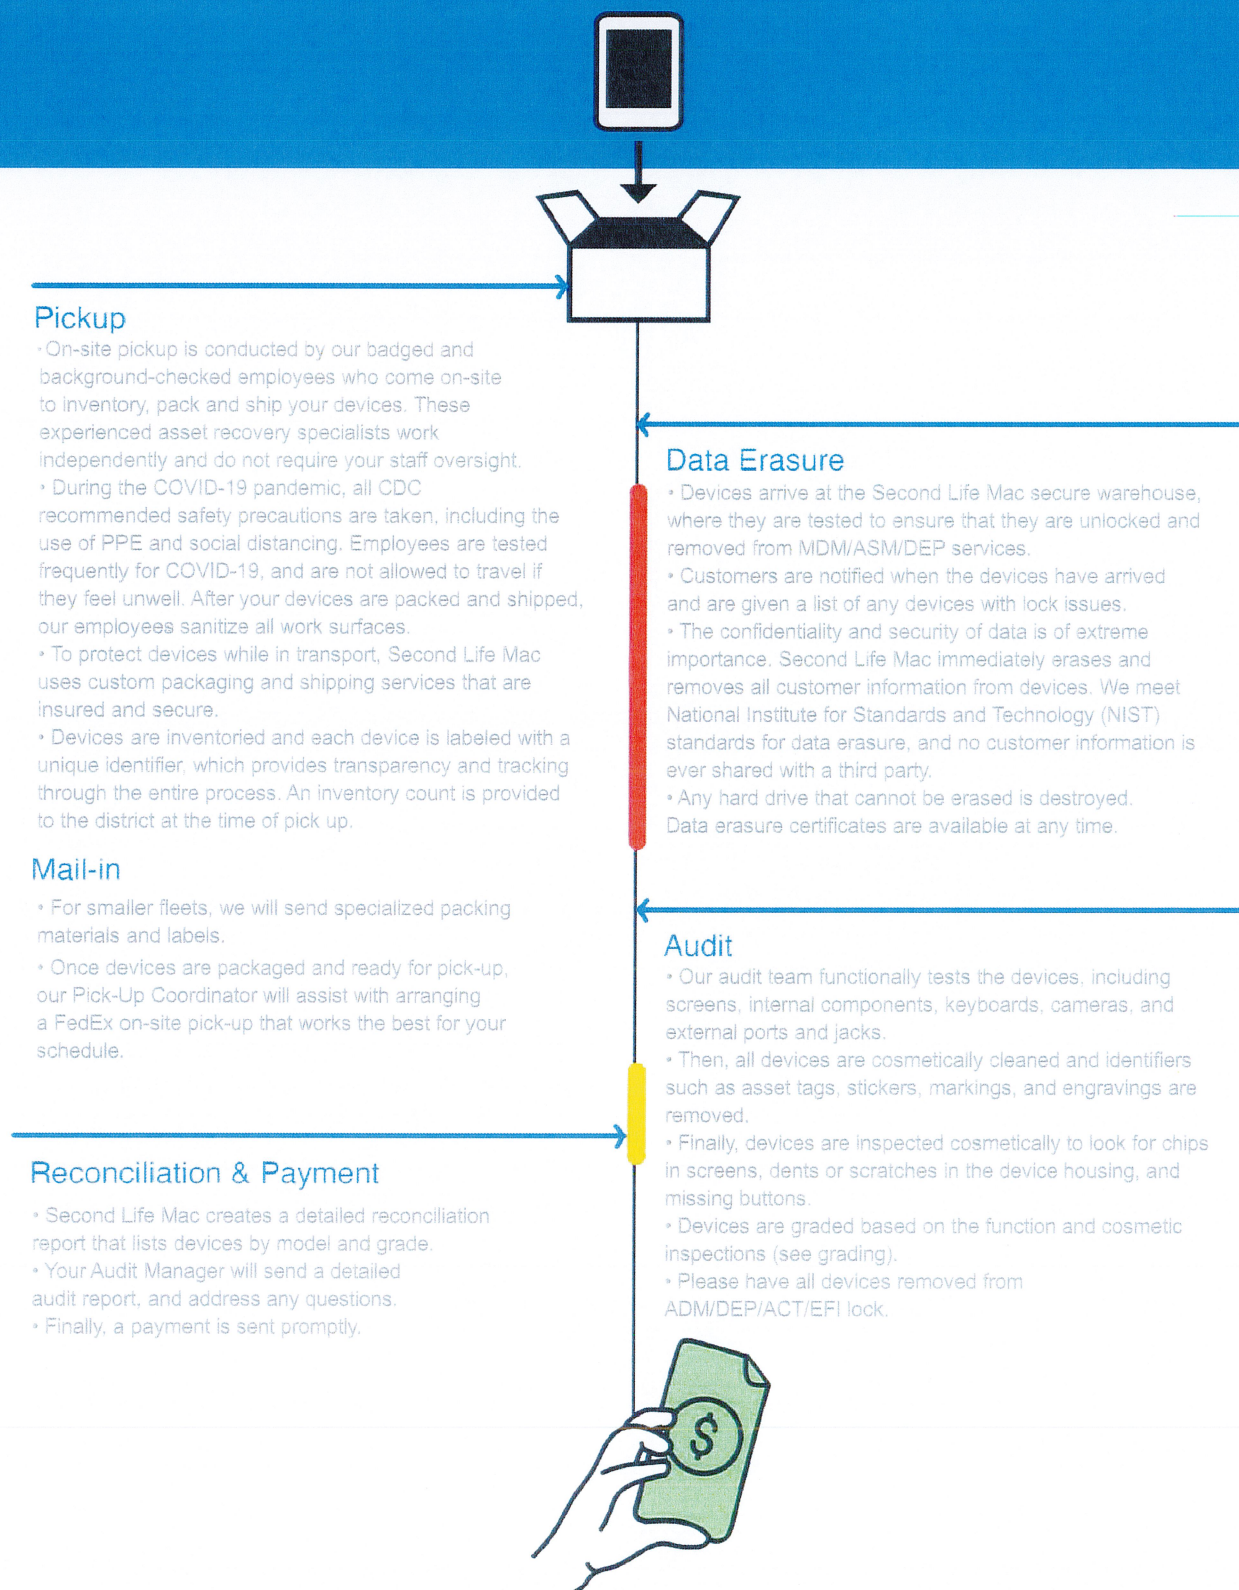 Pickup
• On-site pickup is conducted by our badged and
background-checked employees who come on-site
to inventory, pack and ship your devices. These
experienced asset recovery specialists work
independently and do not require your staff oversight.
• During the COVID-19 pandemic, all CDC
recommended safety precautions are taken, including the
use of PPE and social distancing. Employees are tested
frequently for COVID-19, and are not allowed to travel if
they feel unwell. After your devices are packed and shipped,
our employees sanitize all work surfaces.
• To protect devices while in transport, Second Life Mac
uses custom packaging and shipping services that are
insured and secure.
• Devices are inventoried and each device is labeled with a
unique identifier, which provides transparency and tracking
through the entire process. An inventory count is provided
to the district at the time of pick up.
Mail-in
• For smaller fleets, we will send specialized packing
materials and labels.
• Once devices are packaged and ready for pick-up,
our Pick-Up Coordinator will assist with arranging
a FedEx on-site pick-up that works the best for your
schedule.
Data Erasure
• Devices arrive at the Second Life Mac secure warehouse,
where they are tested to ensure that they are unlocked and
removed from MDM/ASM/DEP services.
• Customers are notified when the devices have arrived
and are given a list of any devices with lock issues.
• The confidentiality and security of data is of extreme
importance. Second Life Mac immediately erases and
removes all customer information from devices. We meet
National Institute for Standards and Technology (NIST)
standards for data erasure, and no customer information is
ever shared with a third party.
• Any hard drive that cannot be erased is destroyed.
Data erasure certificates are available at any time.
Audit
• Our audit team functionally tests the devices, including
screens, internal components, keyboards, cameras, and
external ports and jacks.
• Then, all devices are cosmetically cleaned and identifiers
such as asset tags, stickers, markings, and engravings are
removed.
• Finally, devices are inspected cosmetically to look for chips
in screens, dents or scratches in the device housing, and
missing buttons.
• Devices are graded based on the function and cosmetic
inspections (see grading).
• Please have all devices removed from
ADM/DEP/ACT/EFI lock.
Reconciliation & Payment
• Second Life Mac creates a detailed reconciliation
report that lists devices by model and grade.
• Your Audit Manager will send a detailed
audit report, and address any questions.
• Finally, a payment is sent promptly.
$